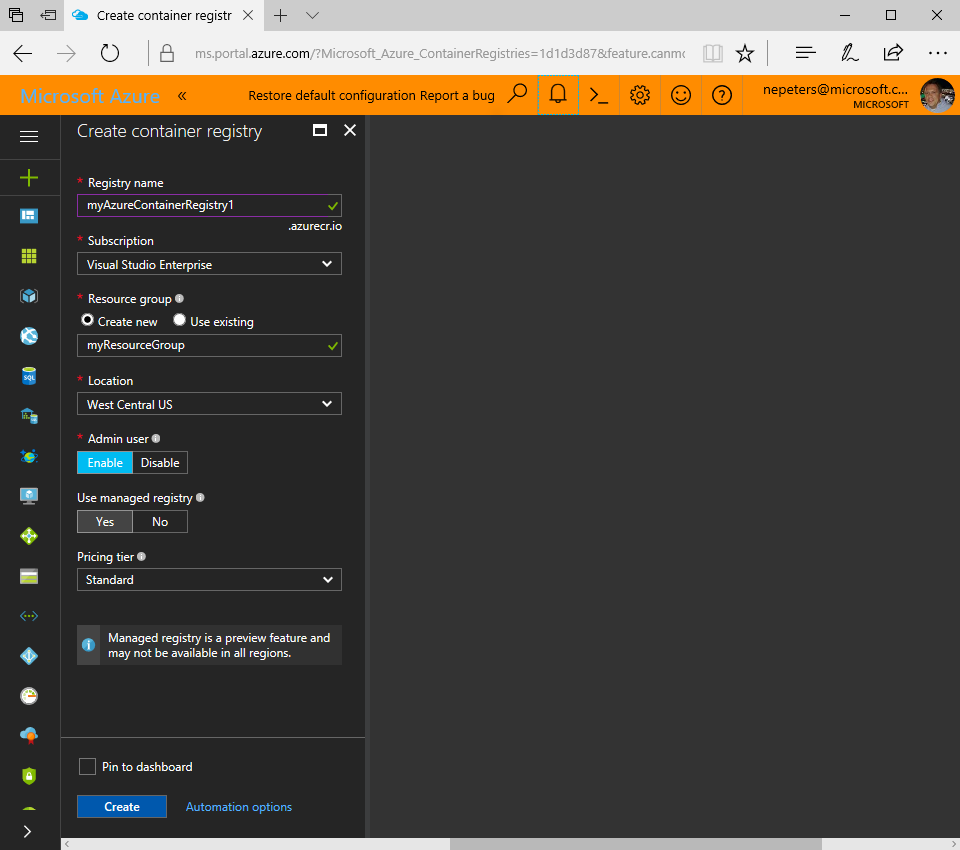 Create container registr
ms.portal.azure.com/?Microsoft_Azure_ContainerRegistries=1d1d3d87&feature.canmo
Microsoft Azure « Restore default configuration Report a bug nepeters@microsoft.c...
MICROSOFT
Create container registry
* Registry name
myAzureContainerRegistry1
.azurecr.io
* Subscription
Visual Studio Enterprise
* Resource group
Create new Use existing
myResourceGroup
* Location
West Central US
* Admin user
Enable Disable
Use managed registry
Yes No
Pricing tier
Standard
Managed registry is a preview feature and
may not be available in all regions.
Pin to dashboard
Create Automation options
SQL